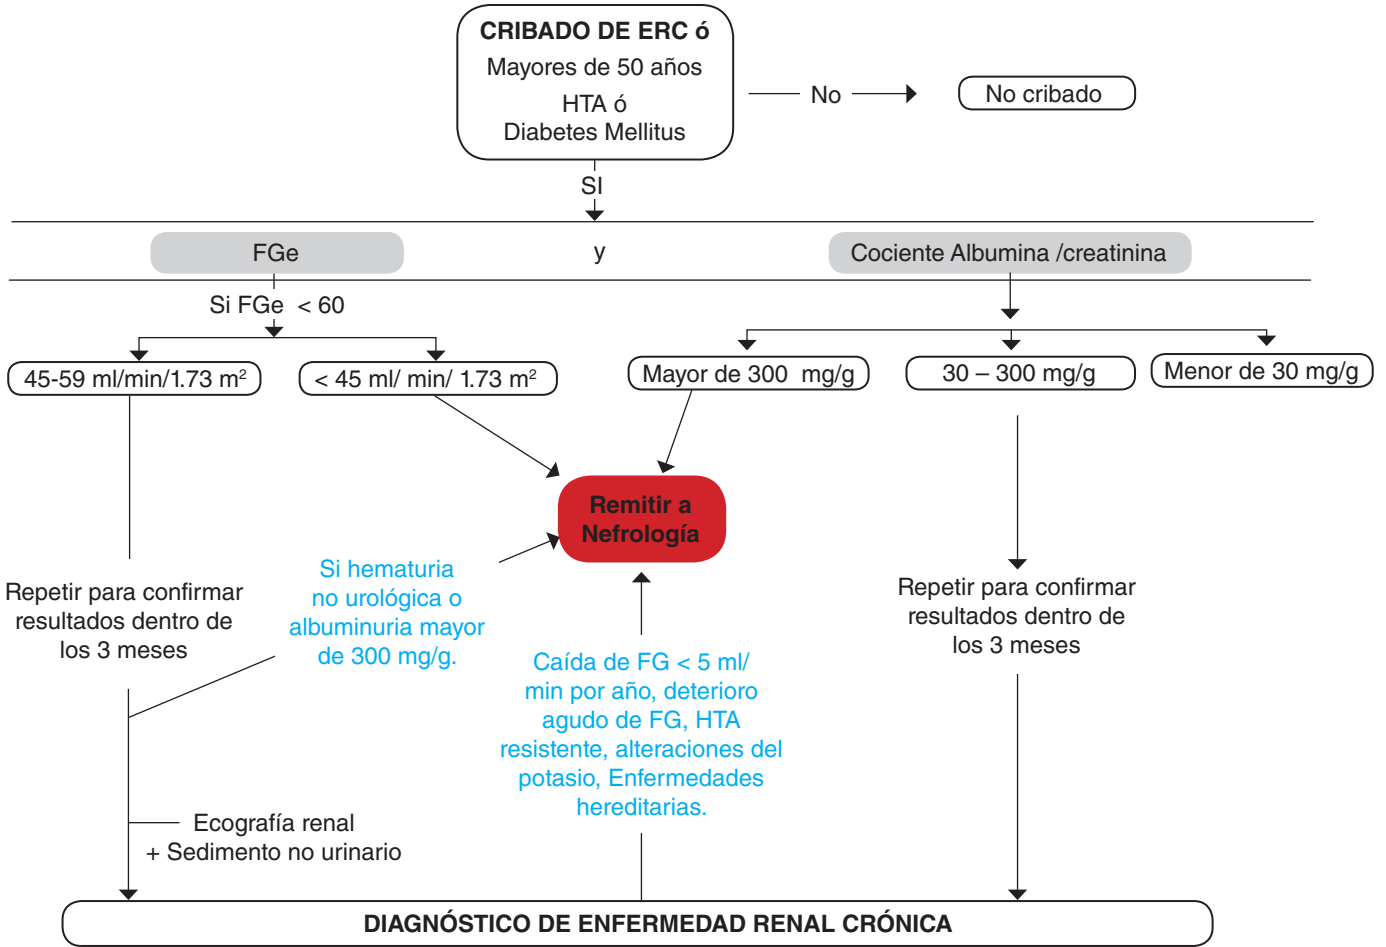 CRIBADO DE ERC ó
Mayores de 50 años
HTA ó
Diabetes Mellitus
No
No cribado
SI
FGe
y
Cociente Albumina /creatinina
Si FGe < 60
45-59 ml/min/1.73 m²
< 45 ml/ min/ 1.73 m²
Mayor de 300 mg/g
30 – 300 mg/g
Menor de 30 mg/g
Remitir a
Nefrología
Repetir para confirmar
resultados dentro de
los 3 meses
Si hematuria
no urológica o
albuminuria mayor
de 300 mg/g.
Caída de FG < 5 ml/
min por año, deterioro
agudo de FG, HTA
resistente, alteraciones del
potasio, Enfermedades
hereditarias.
Repetir para confirmar
resultados dentro de
los 3 meses
Ecografía renal
+ Sedimento no urinario
DIAGNÓSTICO DE ENFERMEDAD RENAL CRÓNICA